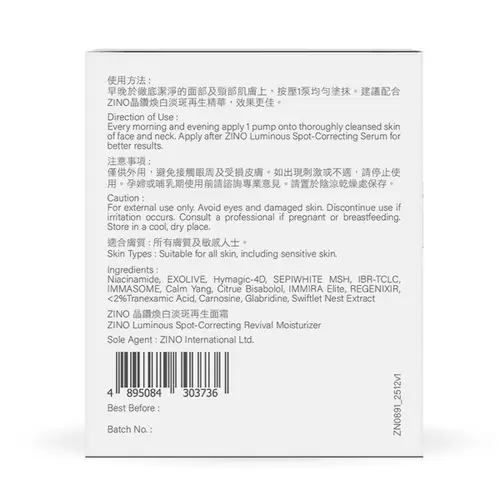 使用方法 :
早晚於徹底潔淨的面部及頸部肌膚上，按壓1泵均勻塗抹。建議配合
ZINO晶鑽煥白淡斑再生精華，效果更佳。
Direction of Use :
Every morning and evening apply 1 pump onto thoroughly cleansed skin
of face and neck. Apply after ZINO Luminous Spot-Correcting Serum for
better results.
注意事項 :
僅供外用，避免接觸眼周及受損皮膚。如出現刺激或不適，請停止使
用。孕婦或哺乳期使用前請諮詢專業意見。請置於陰涼乾燥處保存。
Caution :
For external use only. Avoid eyes and damaged skin. Discontinue use if
irritation occurs. Consult a professional if pregnant or breastfeeding.
Store in a cool, dry place.
適合膚質 : 所有膚質及敏感人士。
Skin Types : Suitable for all skin, including sensitive skin.
Ingredients :
Niacinamide, EXOLIVE, Hymagic-4D, SEPIWHITE MSH, IBR-TCLC,
IMMASOME, Calm Yang, Citrue Bisabolol, IMMIRA Elite, REGENIXIR,
<2%Tranexamic Acid, Carnosine, Glabridine, Swiftlet Nest Extract
ZINO 晶鑽煥白淡斑再生面霜
ZINO Luminous Spot-Correcting Revival Moisturizer
Sole Agent : ZINO International Ltd.
4 895084 303736
Best Before :
Batch No. :
ZN0891_2512v1